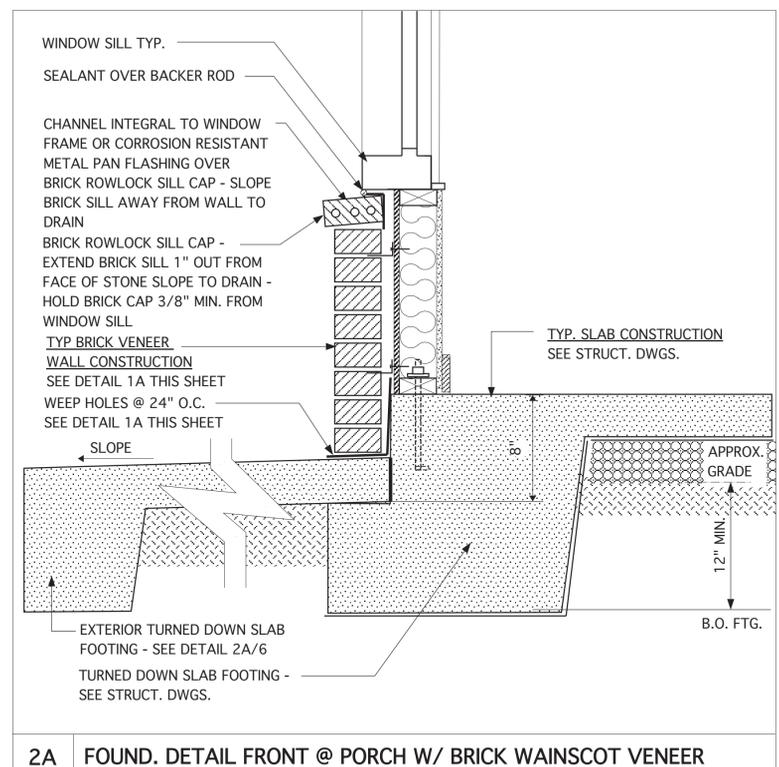 WINDOW SILL TYP.
SEALANT OVER BACKER ROD
CHANNEL INTEGRAL TO WINDOW
FRAME OR CORROSION RESISTANT
METAL PAN FLASHING OVER
BRICK ROWLOCK SILL CAP - SLOPE
BRICK SILL AWAY FROM WALL TO
DRAIN
BRICK ROWLOCK SILL CAP -
EXTEND BRICK SILL 1" OUT FROM
FACE OF STONE SLOPE TO DRAIN -
HOLD BRICK CAP 3/8" MIN. FROM
WINDOW SILL
TYP BRICK VENEER
WALL CONSTRUCTION
SEE DETAIL 1A THIS SHEET
WEEP HOLES @ 24" O.C.
SEE DETAIL 1A THIS SHEET
SLOPE
TYP. SLAB CONSTRUCTION
SEE STRUCT. DWGS.
8"
APPROX.
GRADE
12" MIN.
B.O. FTG.
EXTERIOR TURNED DOWN SLAB
FOOTING - SEE DETAIL 2A/6
TURNED DOWN SLAB FOOTING -
SEE STRUCT. DWGS.
2A FOUND. DETAIL FRONT @ PORCH W/ BRICK WAINSCOT VENEER